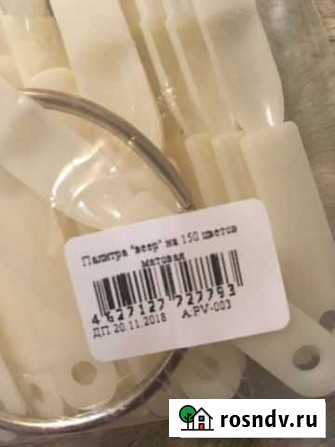 Палитра "веер" на 150 цветов
матовая
4 627127 727793
ДП 20.11.2018 A.PV-003
rosndv.ru